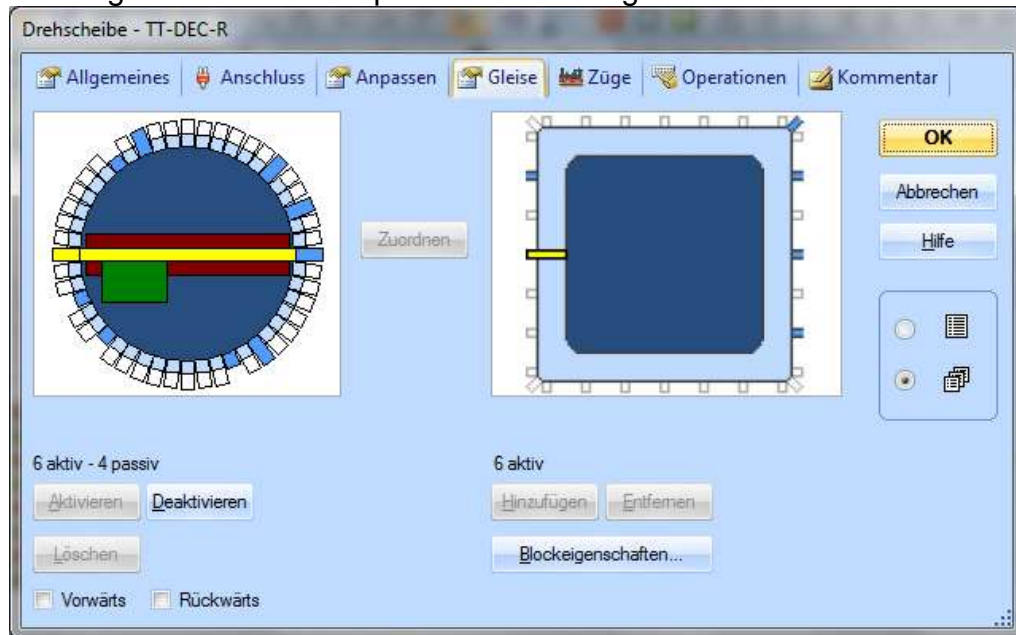 Drehscheibe - TT-DEC-R
Allgemeines Anschluss Anpassen Gleise Züge Operationen Kommentar
OK
Abbrechen
Zuordnen
Hilfe
6 aktiv - 4 passiv 6 aktiv
Aktivieren Deaktivieren Hinzufügen Entfernen
Löschen Blockeigenschaften...
Vorwärts Rückwärts